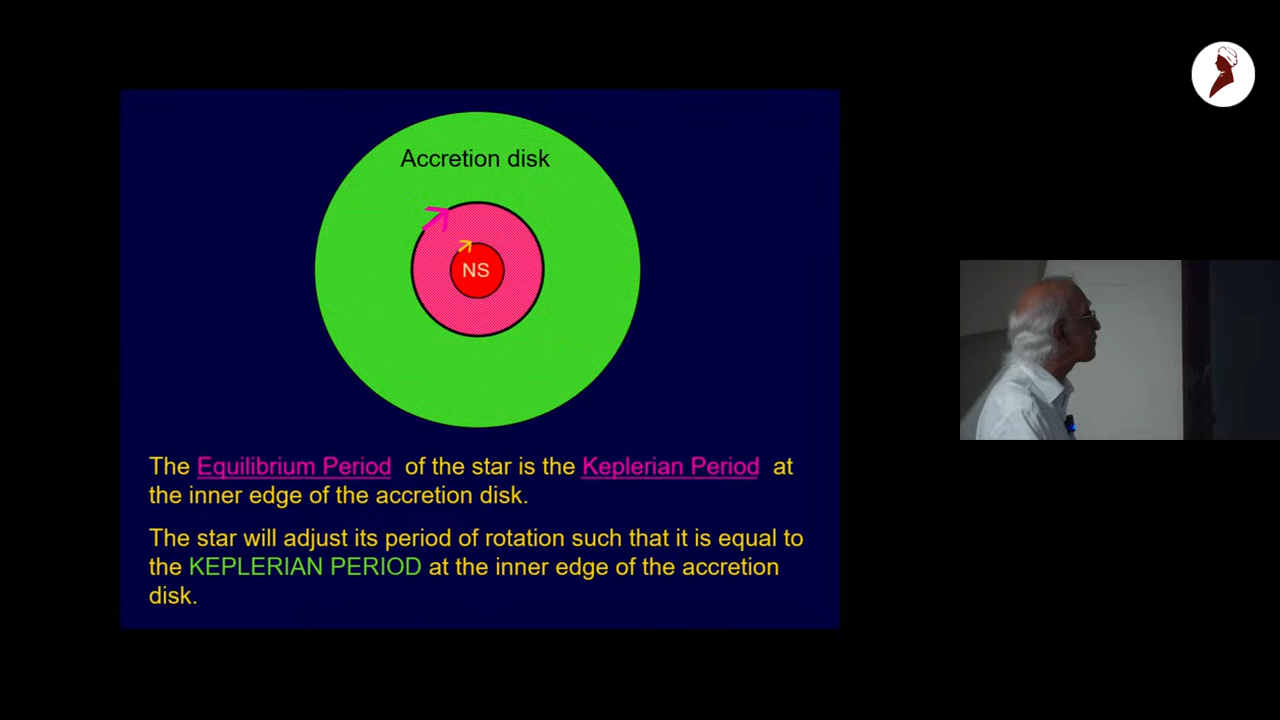 Accretion disk
NS
The Equilibrium Period of the star is the Keplerian Period at
the inner edge of the accretion disk.
The star will adjust its period of rotation such that it is equal to
the KEPLERIAN PERIOD at the inner edge of the accretion
disk.